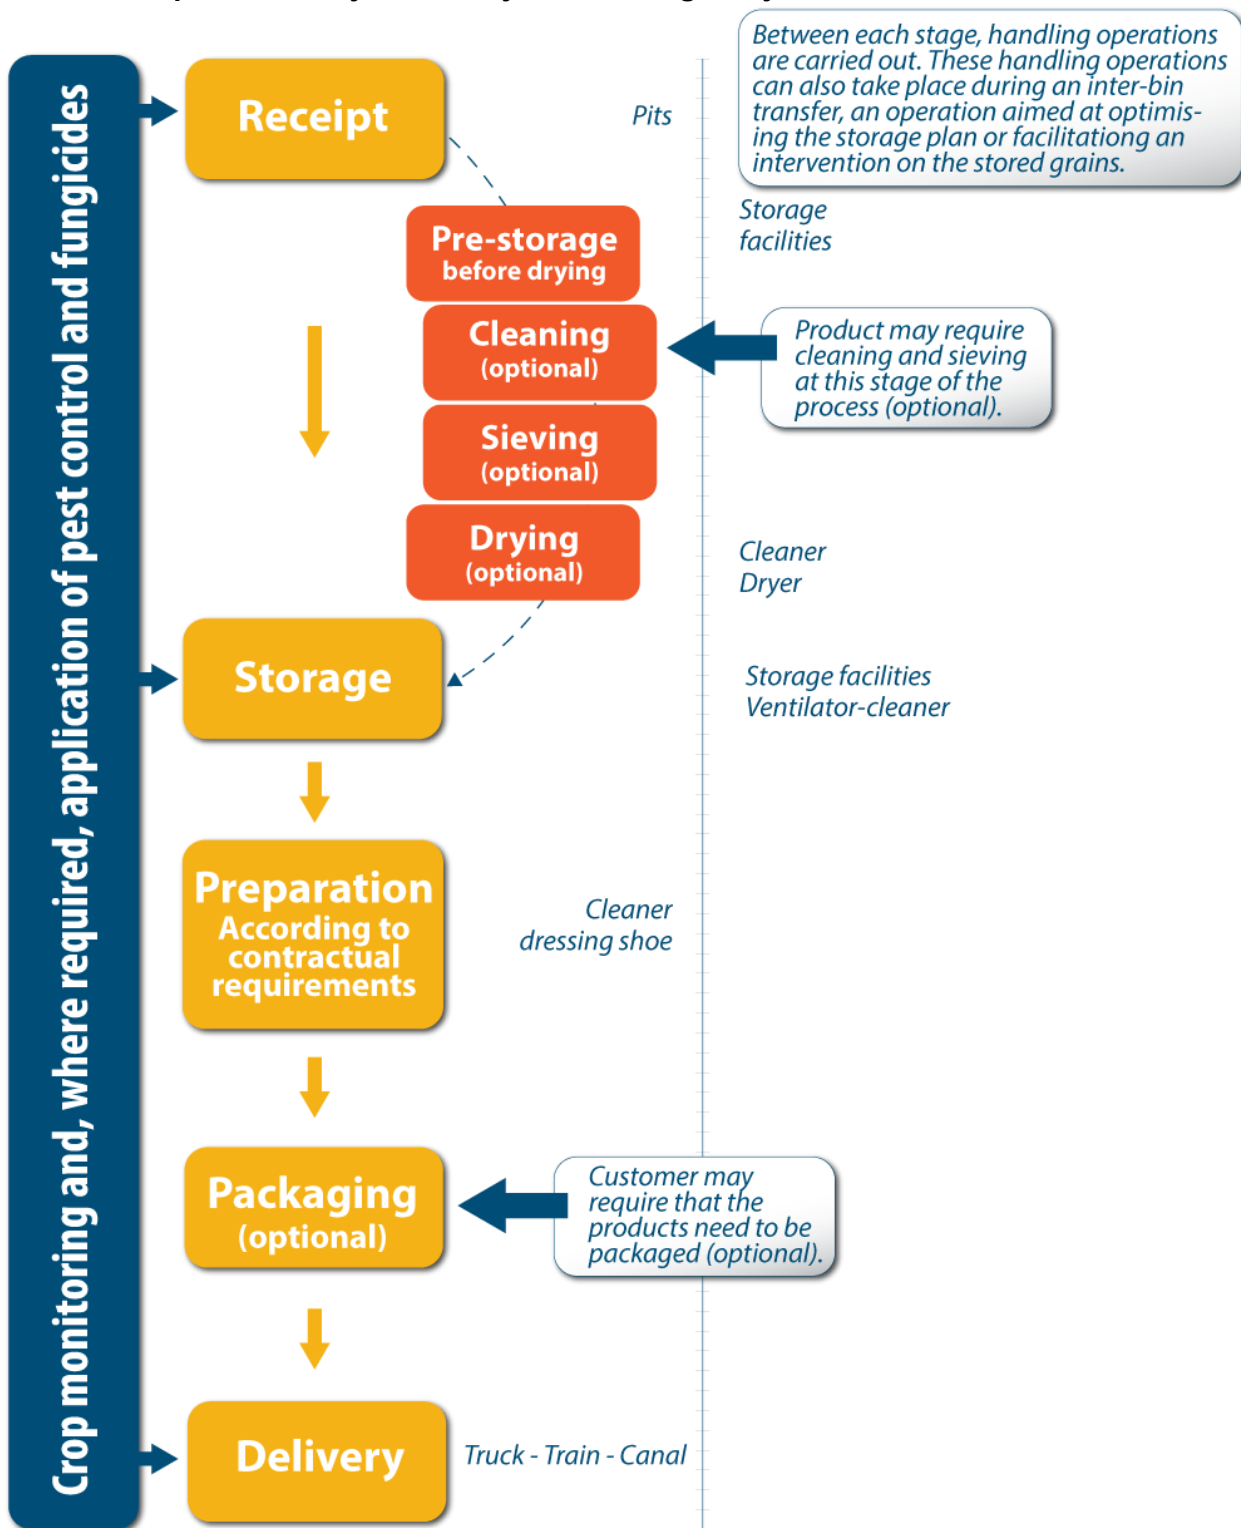 Crop monitoring and, where required, application of pest control and fungicides
Receipt
Pits
Between each stage, handling operations
are carried out. These handling operations
can also take place during an inter-bin
transfer, an operation aimed at optimis-
ing the storage plan or facilitationg an
intervention on the stored grains.
Pre-storage
before drying
Storage
facilities
Cleaning
(optional)
Product may require
cleaning and sieving
at this stage of the
process (optional).
Sieving
(optional)
Drying
(optional)
Cleaner
Dryer
Storage
Storage facilities
Ventilator-cleaner
Preparation
According to
contractual
requirements
Cleaner
dressing shoe
Packaging
(optional)
Customer may
require that the
products need to be
packaged (optional).
Delivery
Truck - Train - Canal